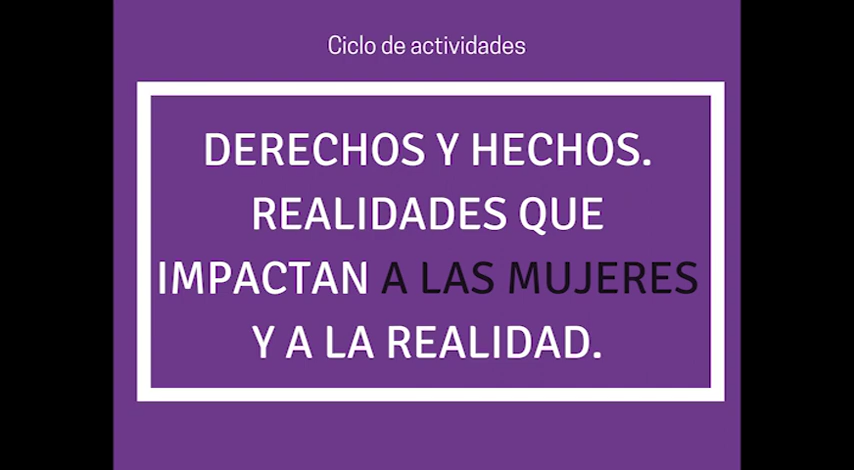 Ciclo de actividades
DERECHOS Y HECHOS.
REALIDADES QUE
IMPACTAN A LAS MUJERES
Y A LA REALIDAD.